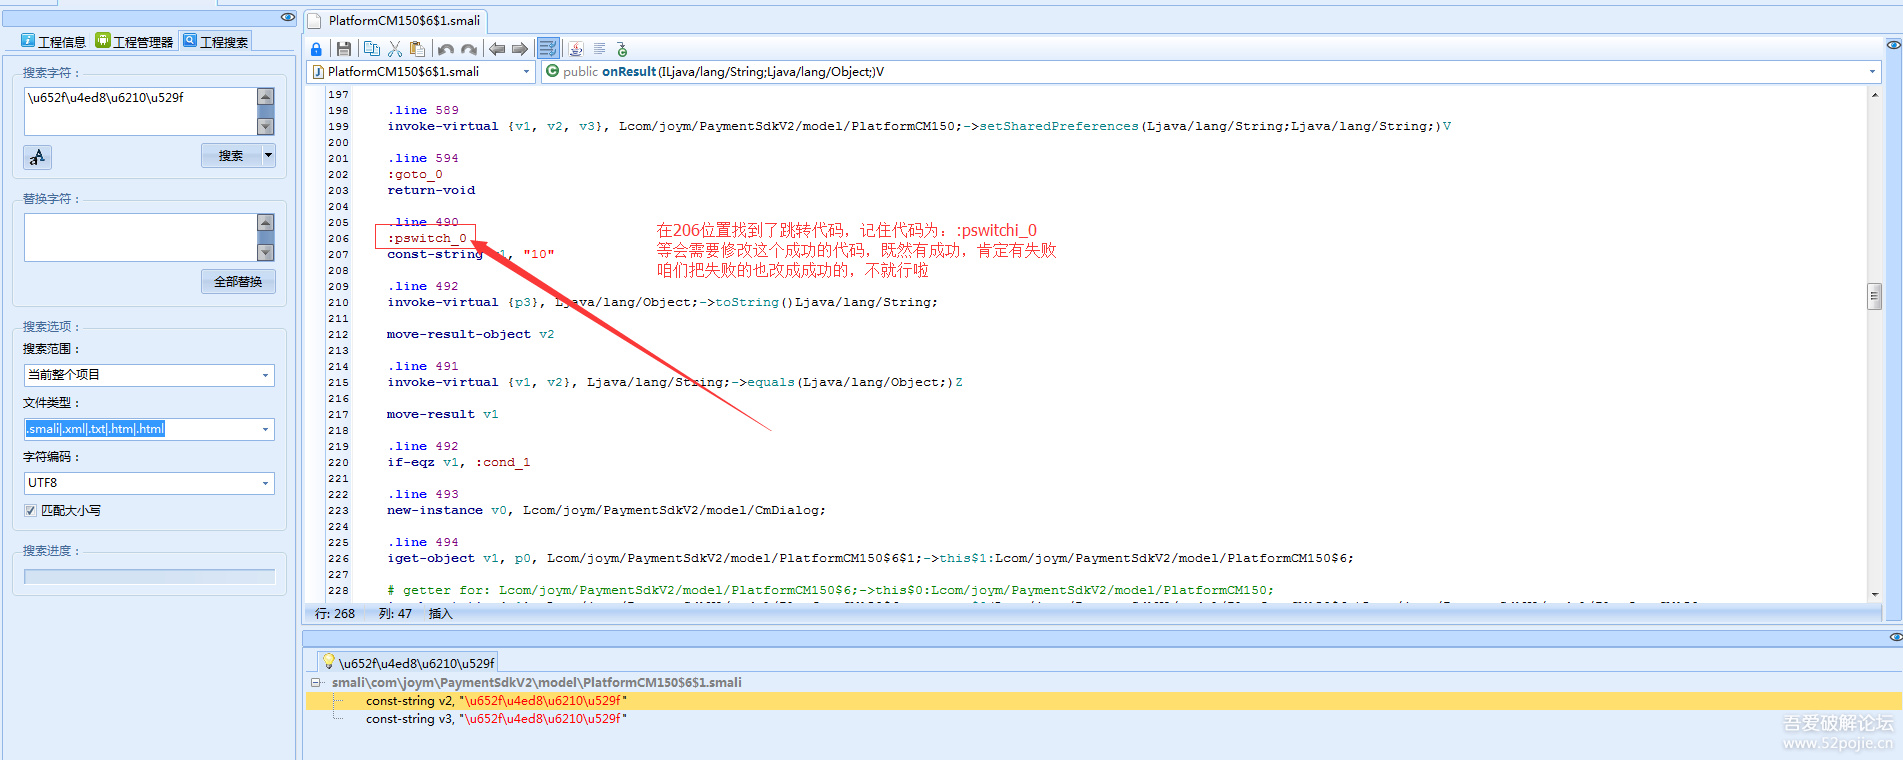 PlatformCM150$6$1.smali
工程信息 工程管理器 工程搜索
搜索字符：
\u652f\u4ed8\u6210\u529f
搜索
替换字符：
全部替换
搜索选项：
搜索范围：
当前整个项目
文件类型：
.smali|.xml|.txt|.htm|.html
字符编码：
UTF8
匹配大小写
搜索进度：
PlatformCM150$6$1.smali
public onResult(ILjava/lang/String;Ljava/lang/Object;)V
197
198 .line 589
199 invoke-virtual {v1, v2, v3}, Lcom/joym/PaymentSdkV2/model/PlatformCM150;->setSharedPreferences(Ljava/lang/String;Ljava/lang/String;)V
200
201 .line 594
202 :goto_0
203 return-void
204
205 .line 490
206 :pswitch_0
207 const-string 1, "10"
208
209 .line 492
210 invoke-virtual {p3}, Ljava/lang/Object;->toString()Ljava/lang/String;
211
212 move-result-object v2
213
214 .line 491
215 invoke-virtual {v1, v2}, Ljava/lang/String;->equals(Ljava/lang/Object;)Z
216
217 move-result v1
218
219 .line 492
220 if-eqz v1, :cond_1
221
222 .line 493
223 new-instance v0, Lcom/joym/PaymentSdkV2/model/CmDialog;
224
225 .line 494
226 iget-object v1, p0, Lcom/joym/PaymentSdkV2/model/PlatformCM150$6$1;->this$1:Lcom/joym/PaymentSdkV2/model/PlatformCM150$6;
227
228 # getter for: Lcom/joym/PaymentSdkV2/model/PlatformCM150$6;->this$0:Lcom/joym/PaymentSdkV2/model/PlatformCM150;
在206位置找到了跳转代码，记住代码为：:pswitchi_0
等会需要修改这个成功的代码，既然有成功，肯定有失败
咱们把失败的也改成成功的，不就行啦
行: 268 列: 47 插入
\u652f\u4ed8\u6210\u529f
smali\com\joym\PaymentSdkV2\model\PlatformCM150$6$1.smali
const-string v2, "\u652f\u4ed8\u6210\u529f"
const-string v3, "\u652f\u4ed8\u6210\u529f"
吾爱破解论坛
www.52pojie.cn